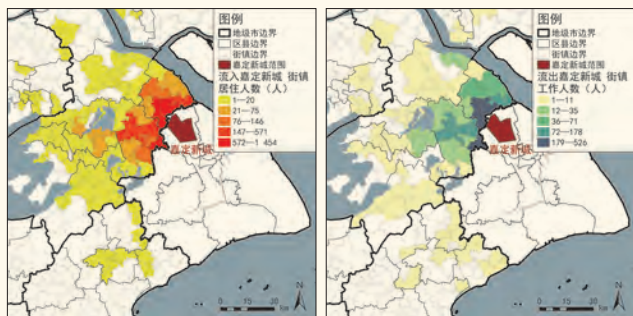 图例
地级市边界
区县边界
街镇边界
嘉定新城范围
流入嘉定新城 街镇
居住人数（人）
1—20
21—75
76—146
147—571
572—1 454
嘉定新城
0 15 30
km
N
图例
地级市边界
区县边界
街镇边界
嘉定新城范围
流出嘉定新城 街镇
工作人数（人）
1—11
12—35
36—71
72—178
179—526
嘉定新城
0 15 30
km
N